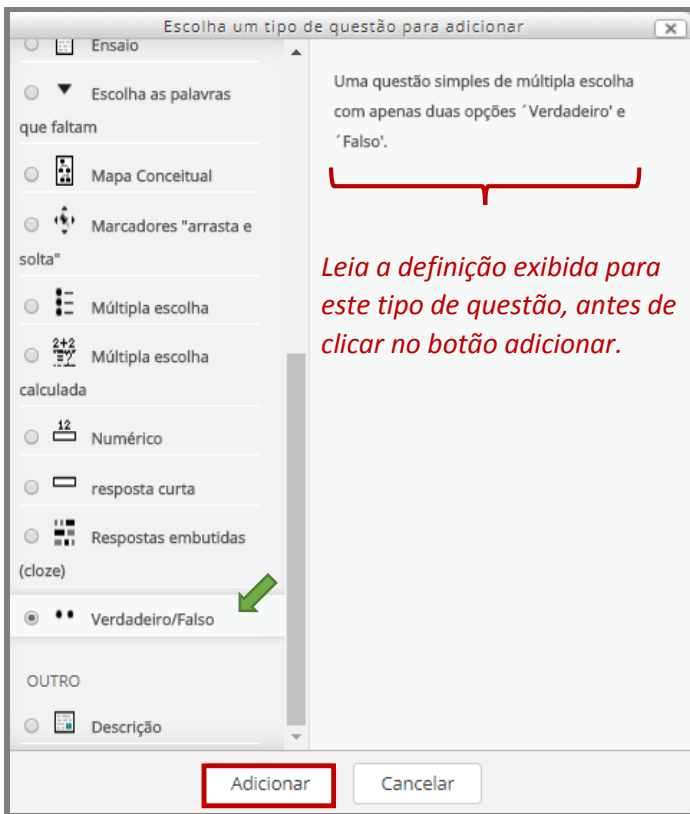 Escolha um tipo de questão para adicionar
Ensaio
Escolha as palavras
que faltam
Mapa Conceitual
Marcadores "arrasta e
solta"
Múltipla escolha
2+2
=?
Múltipla escolha
calculada
12
Numérico
resposta curta
Respostas embutidas
(cloze)
Verdadeiro/Falso
OUTRO
Descrição
Uma questão simples de múltipla escolha
com apenas duas opções ´Verdadeiro' e
´Falso'.
Leia a definição exibida para
este tipo de questão, antes de
clicar no botão adicionar.
Adicionar
Cancelar